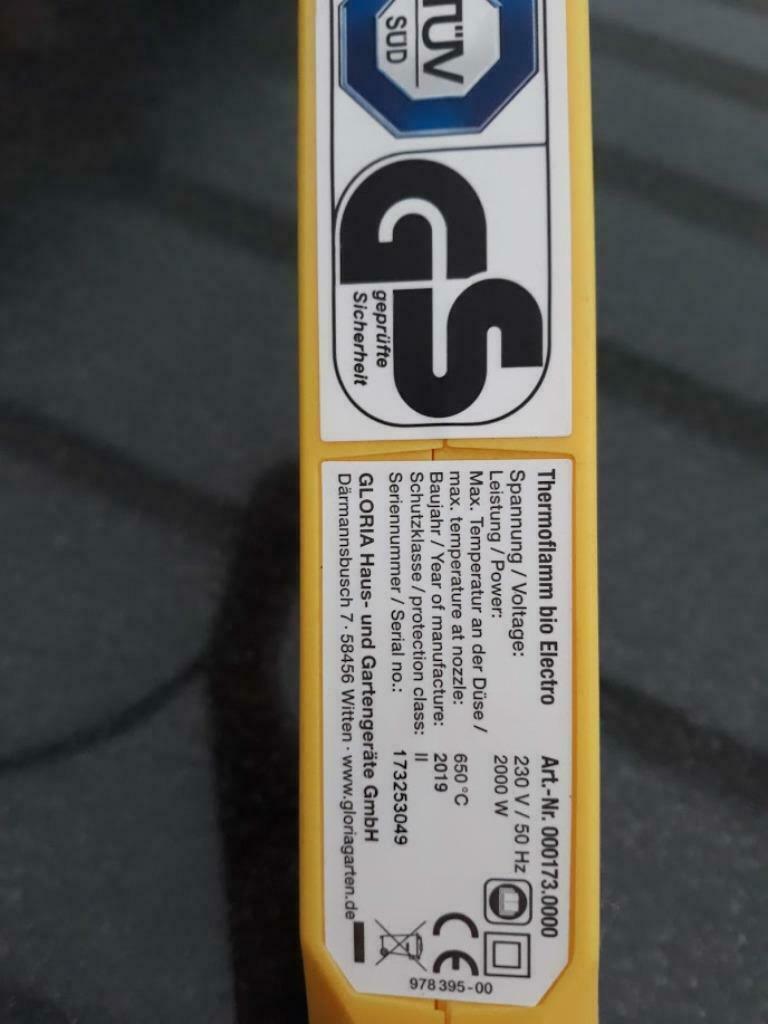 TÜV
SÜD
GS
geprüfte
Sicherheit
Thermoflamm bio Electro Art.-Nr. 000173.0000
Spannung / Voltage: 230 V / 50 Hz
Leistung / Power: 2000 W
Max. Temperatur an der Düse /
max. temperature at nozzle: 650 °C
Baujahr / Year of manufacture: 2019
Schutzklasse / protection class: II
Seriennummer / Serial no.: 173253049
GLORIA Haus- und Gartengeräte GmbH
Därmannsbusch 7 · 58456 Witten · www.gloriagarten.de
CE
978 395-00